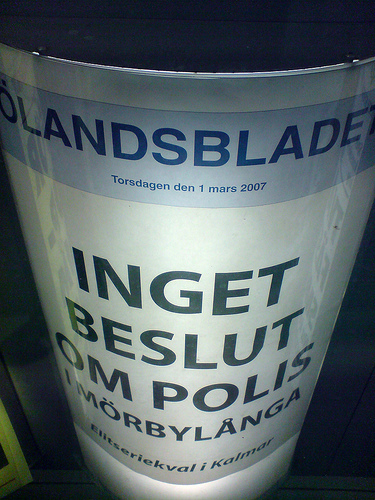 ÖLANDSBLADET
Torsdagen den 1 mars 2007
INGET
BESLUT
OM POLIS
I MÖRBYLÅNGA
Elitseriekval i Kalmar